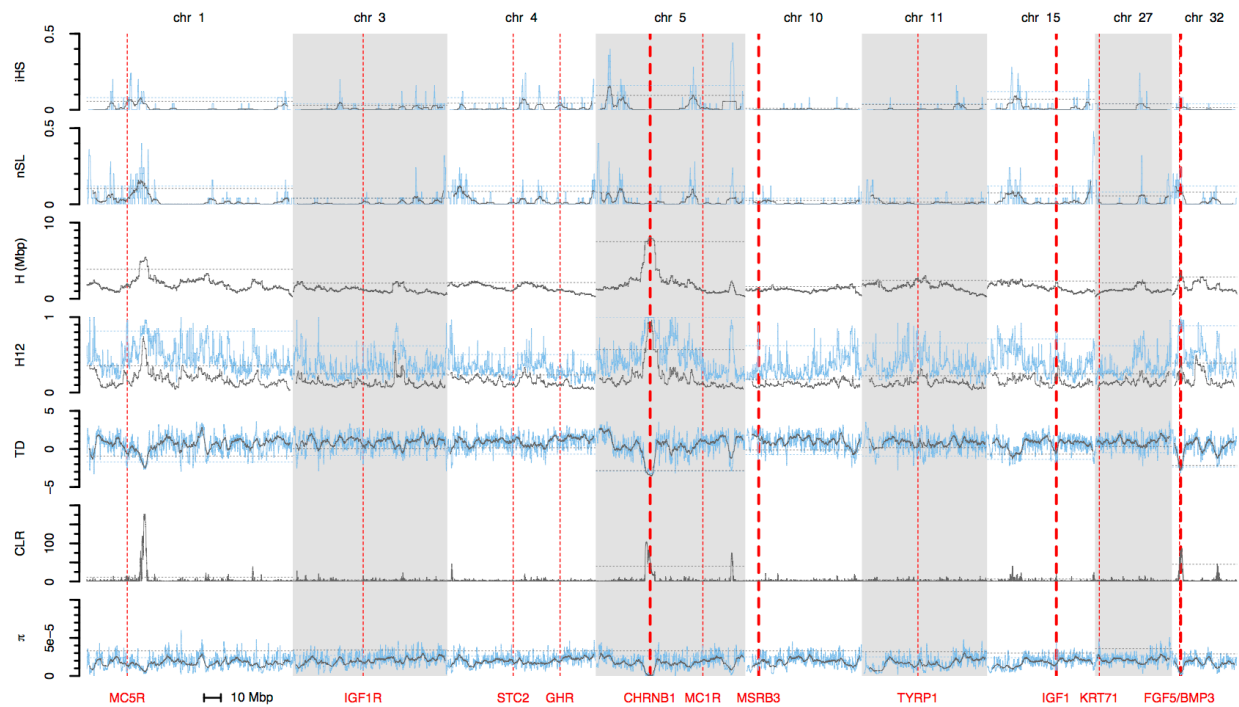 chr 1 chr 3 chr 4 chr 5 chr 10 chr 11 chr 15 chr 27 chr 32
iHS 0 0.5
nSL 0 0.5
H (Mbp) 0 10
H12 0 1
TD −5 0 5
CLR 0 100
π 0 5e−5
MC5R 10 Mbp IGF1R STC2 GHR CHRNB1 MC1R MSRB3 TYRP1 IGF1 KRT71 FGF5/BMP3